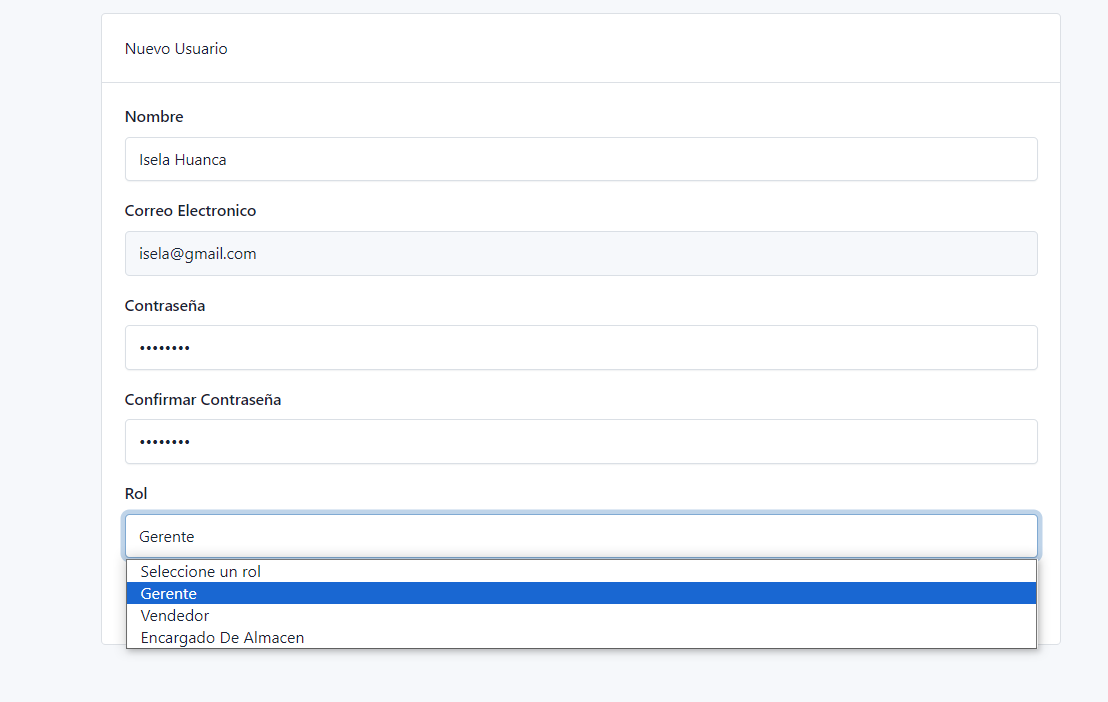 Nuevo Usuario
Nombre
Isela Huanca
Correo Electronico
isela@gmail.com
Contraseña
••••••••
Confirmar Contraseña
••••••••
Rol
Gerente
Seleccione un rol
Gerente
Vendedor
Encargado De Almacen